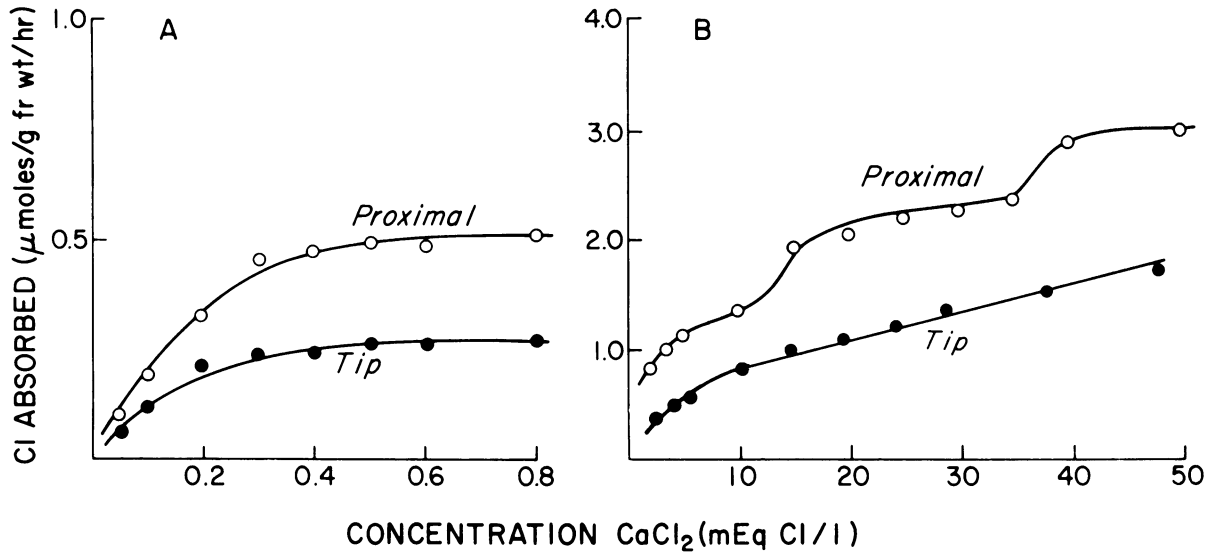 A
B
Cl ABSORBED (μmoles/g fr wt/hr)
1.0
0.5
Proximal
Tip
0.2
0.4
0.6
0.8
4.0
3.0
2.0
1.0
Proximal
Tip
10
20
30
40
50
CONCENTRATION CaCl₂ (mEq Cl/l)